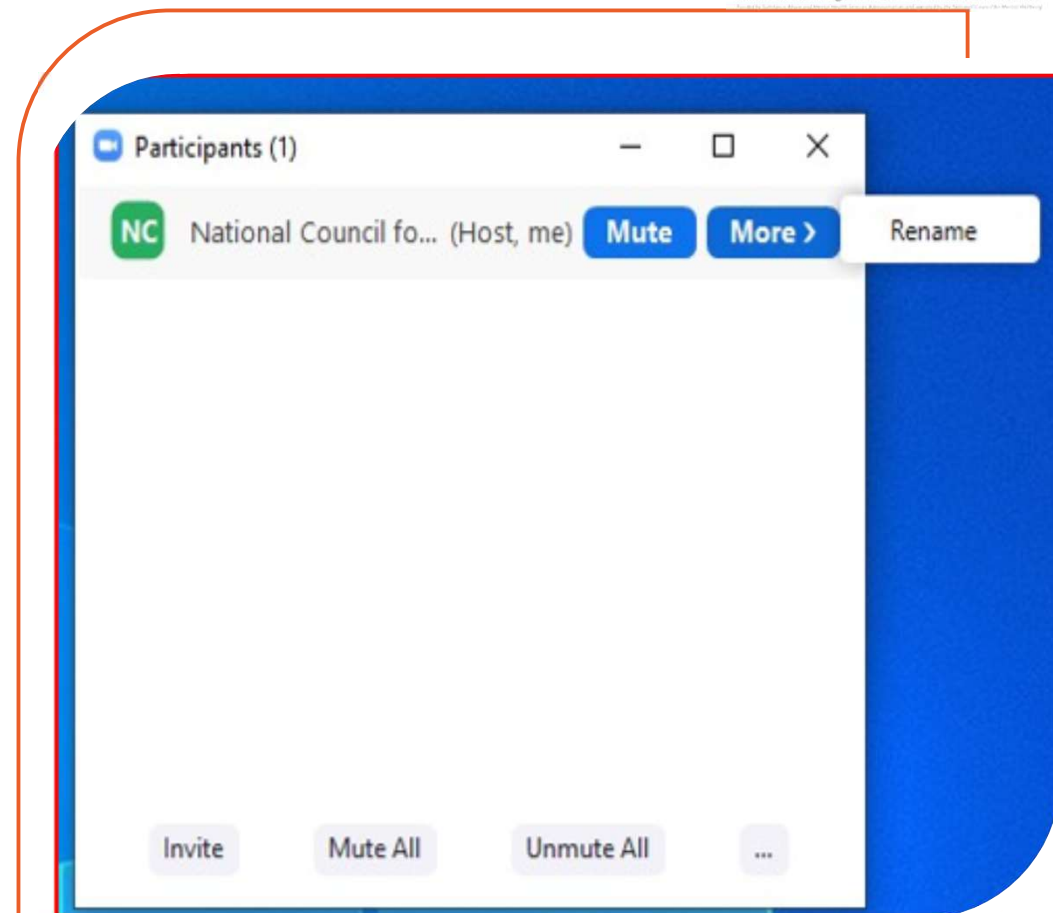 Participants (1)
NC National Council fo... (Host, me) Mute More > Rename
Invite Mute All Unmute All ...